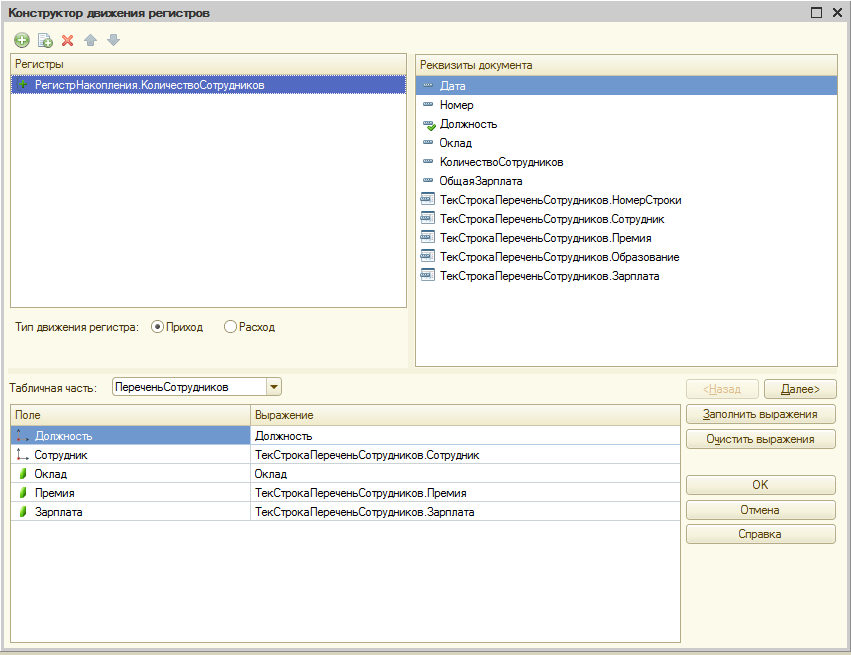 Конструктор движения регистров
Регистры
РегистрНакопления.КоличествоСотрудников
Тип движения регистра: Приход Расход
Реквизиты документа
Дата
Номер
Должность
Оклад
КоличествоСотрудников
ОбщаяЗарплата
ТекСтрокаПереченьСотрудников.НомерСтроки
ТекСтрокаПереченьСотрудников.Сотрудник
ТекСтрокаПереченьСотрудников.Премия
ТекСтрокаПереченьСотрудников.Образование
ТекСтрокаПереченьСотрудников.Зарплата
Табличная часть: ПереченьСотрудников
<Назад Далее>
Поле Выражение
Должность Должность
Сотрудник ТекСтрокаПереченьСотрудников.Сотрудник
Оклад Оклад
Премия ТекСтрокаПереченьСотрудников.Премия
Зарплата ТекСтрокаПереченьСотрудников.Зарплата
Заполнить выражения
Очистить выражения
ОК
Отмена
Справка